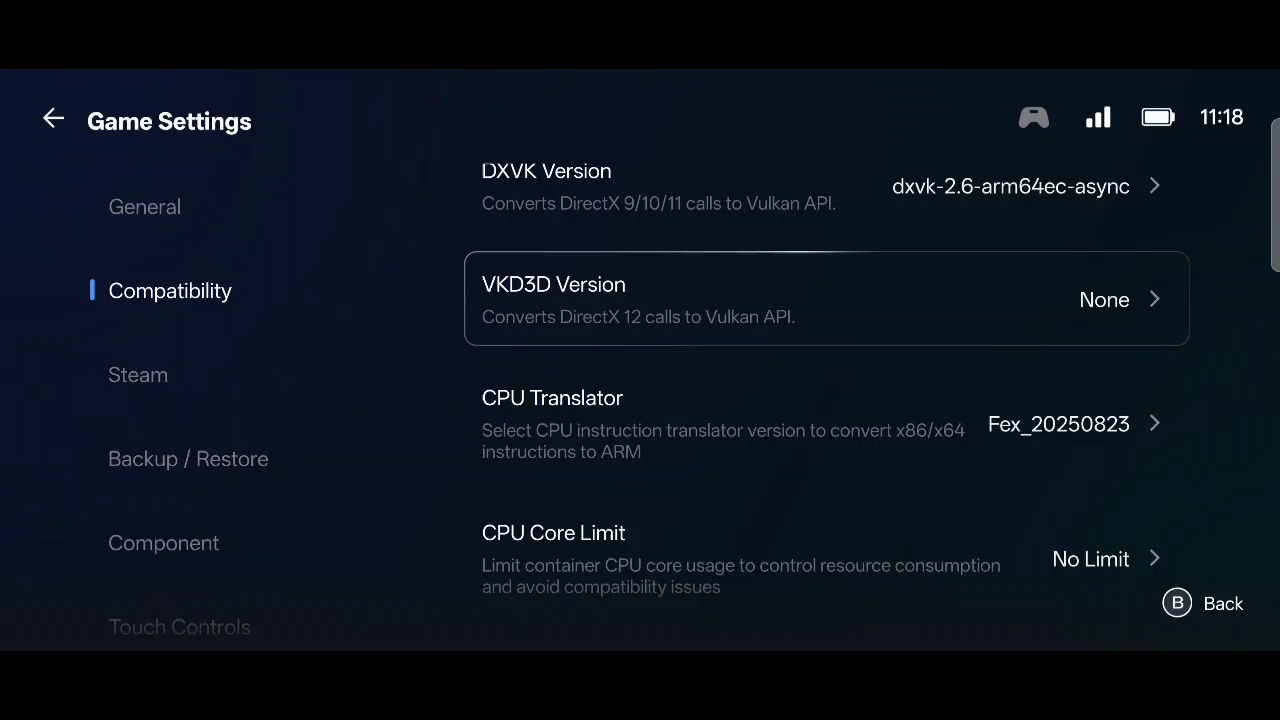 Game Settings
11:18
General
Compatibility
Steam
Backup / Restore
Component
Touch Controls
DXVK Version
Converts DirectX 9/10/11 calls to Vulkan API.
dxvk-2.6-arm64ec-async
VKD3D Version
Converts DirectX 12 calls to Vulkan API.
None
CPU Translator
Select CPU instruction translator version to convert x86/x64
instructions to ARM
Fex_20250823
CPU Core Limit
Limit container CPU core usage to control resource consumption
and avoid compatibility issues
No Limit
B Back